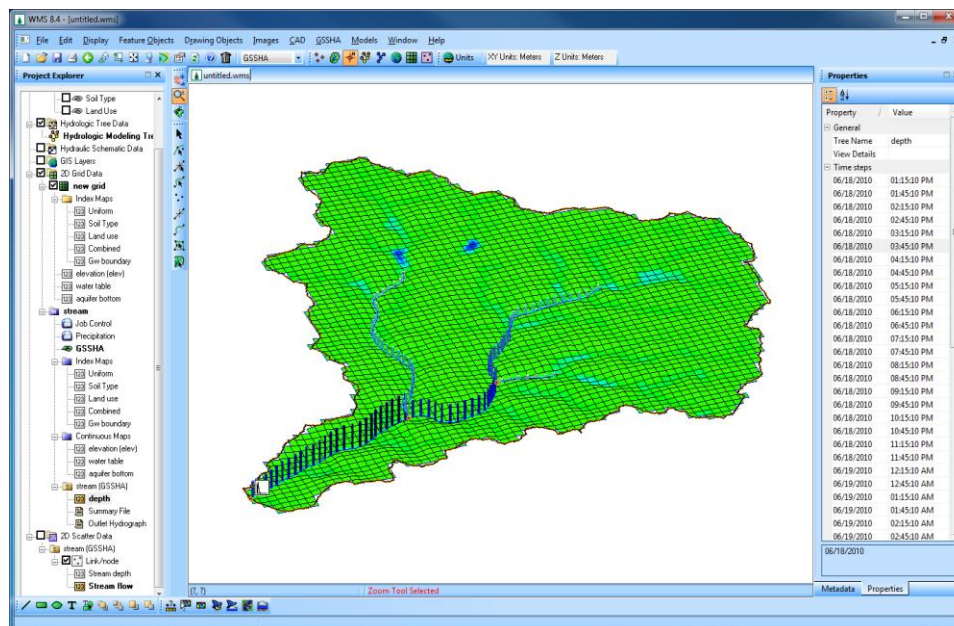 WMS 8.4 - [untitled.wms]
File Edit Display Feature Objects Drawing Objects Images CAD GSSHA Models Window Help
GSSHA Units XY Units: Meters Z Units: Meters
Project Explorer
Soil Type
Land Use
Hydrologic Tree Data
Hydrologic Modeling Tre
Hydraulic Schematic Data
GIS Layers
2D Grid Data
new grid
Index Maps
Uniform
Soil Type
Land use
Combined
Gw boundary
elevation (elev)
water table
aquifer bottom
stream
Job Control
Precipitation
GSSHA
Index Maps
Uniform
Soil Type
Land use
Combined
Gw boundary
Continuous Maps
elevation (elev)
water table
aquifer bottom
stream (GSSHA)
depth
Summary File
Outlet Hydrograph
2D Scatter Data
stream (GSSHA)
Link/node
Stream depth
Stream flow
untitled.wms
(?, ?)
Zoom Tool Selected
T
Properties
Property / Value
General
Tree Name depth
View Details
Time steps
06/18/2010 01:15:10 PM
06/18/2010 01:45:10 PM
06/18/2010 02:15:10 PM
06/18/2010 02:45:10 PM
06/18/2010 03:15:10 PM
06/18/2010 03:45:10 PM
06/18/2010 04:15:10 PM
06/18/2010 04:45:10 PM
06/18/2010 05:15:10 PM
06/18/2010 05:45:10 PM
06/18/2010 06:15:10 PM
06/18/2010 06:45:10 PM
06/18/2010 07:15:10 PM
06/18/2010 07:45:10 PM
06/18/2010 08:15:10 PM
06/18/2010 08:45:10 PM
06/18/2010 09:15:10 PM
06/18/2010 09:45:10 PM
06/18/2010 10:15:10 PM
06/18/2010 10:45:10 PM
06/18/2010 11:15:10 PM
06/18/2010 11:45:10 PM
06/19/2010 12:15:10 AM
06/19/2010 12:45:10 AM
06/19/2010 01:15:10 AM
06/19/2010 01:45:10 AM
06/19/2010 02:15:10 AM
06/19/2010 02:45:10 AM
06/18/2010
Metadata Properties